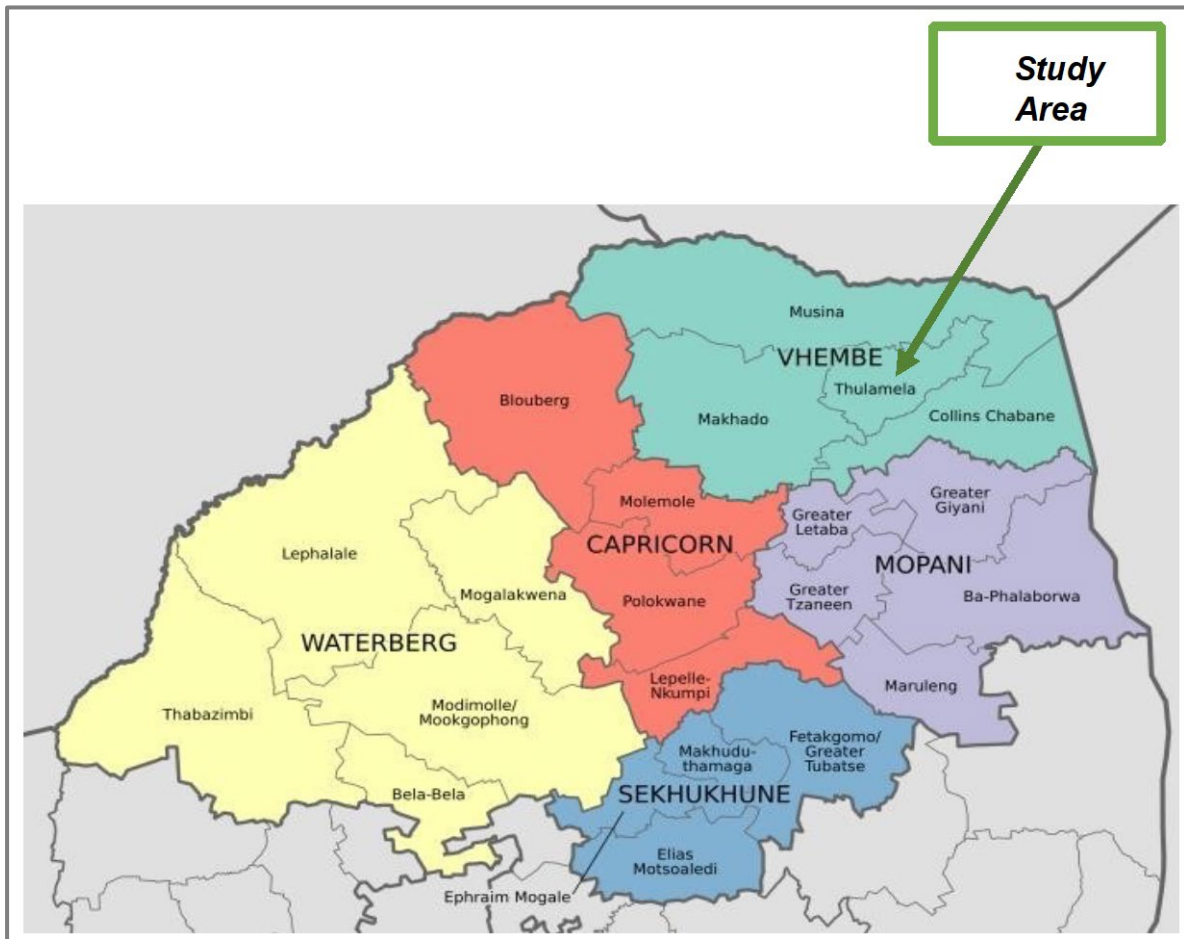 Study
Area
Musina
VHEMBE
Thulamela
Blouberg
Makhado
Collins Chabane
Molemole
Greater
Letaba
Greater
Giyani
CAPRICORN
MOPANI
Lephalale
Mogalakwena
Polokwane
Greater
Tzaneen
Ba-Phalaborwa
WATERBERG
Lepelle-
Nkumpi
Maruleng
Thabazimbi
Modimolle/
Mookgophong
Makhudu-
thamaga
Fetakgomo/
Greater
Tubatse
Bela-Bela
SEKHUKHUNE
Elias
Motsoaledi
Ephraim Mogale